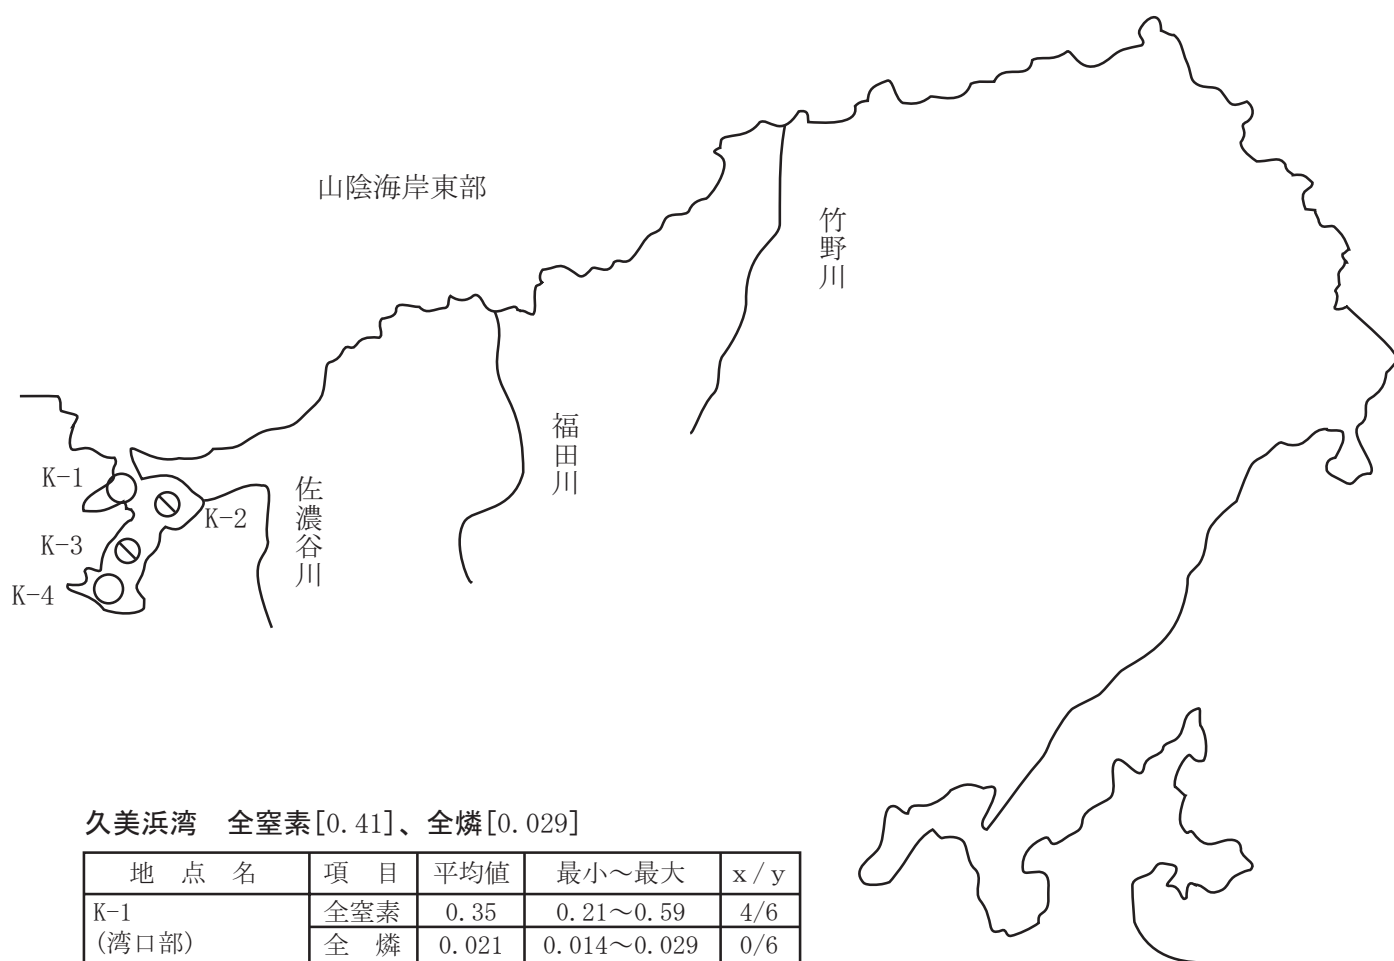 山陰海岸東部
竹野川
福田川
佐濃谷川
K-1
K-2
K-3
K-4
久美浜湾 全窒素[0.41]、全燐[0.029]
地 点 名 項 目 平均値 最小～最大 x/y
K-1 全窒素 0.35 0.21～0.59 4/6
(湾口部) 全 燐 0.021 0.014～0.029 0/6